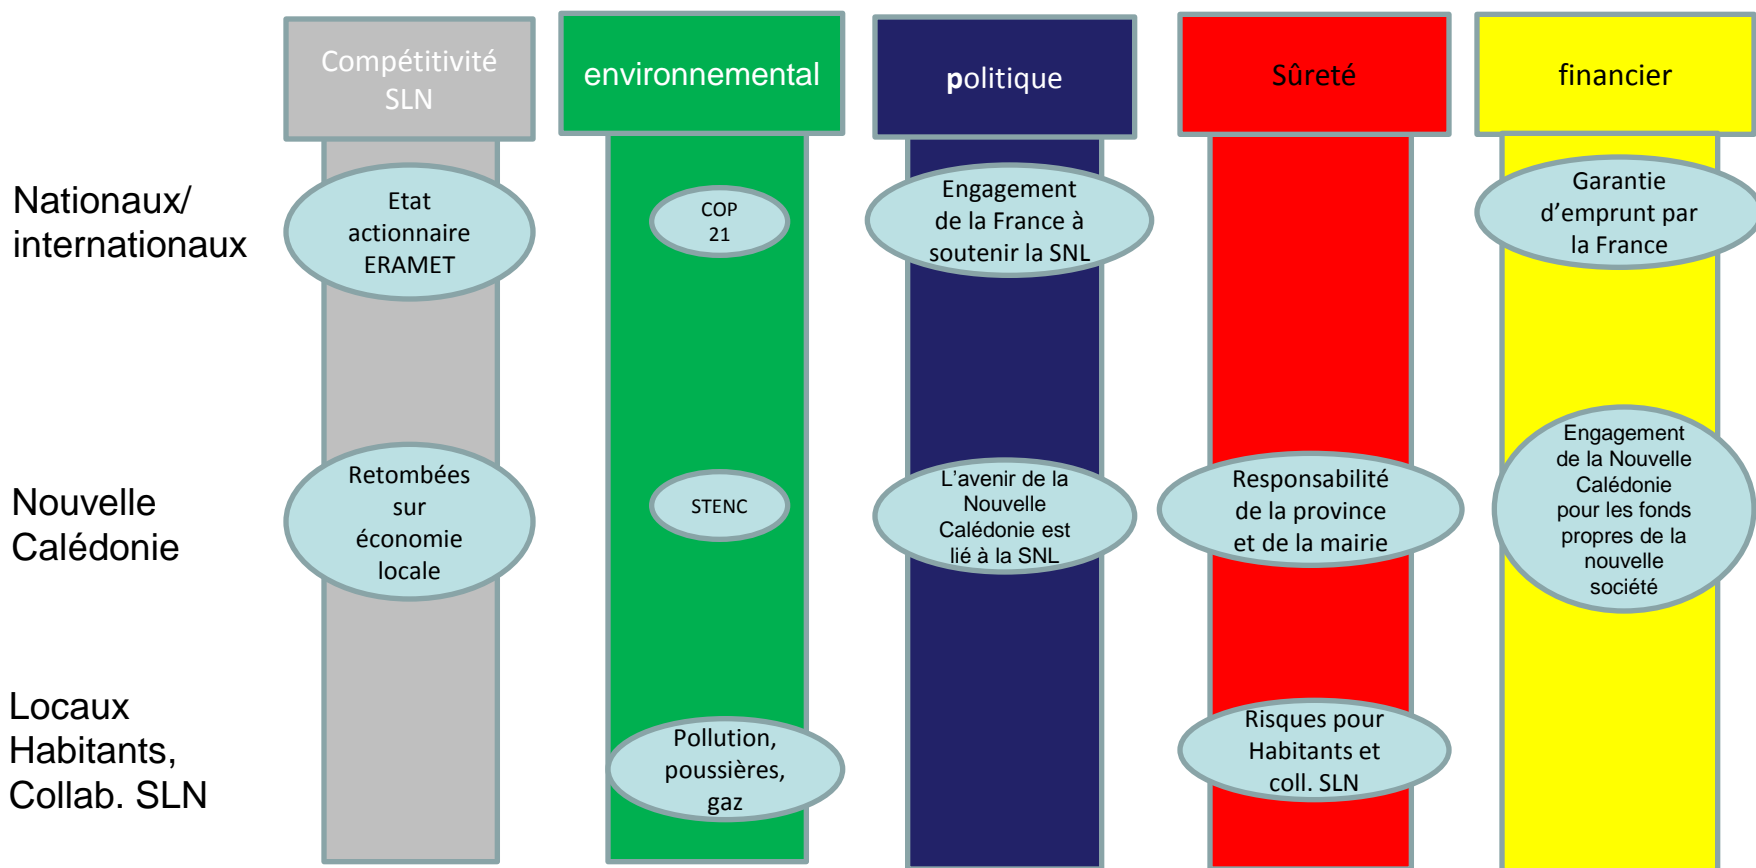 Compétitivité
SLN
environnemental
politique
Sûreté
financier
Nationaux/
internationaux
Etat
actionnaire
ERAMET
COP
21
Engagement
de la France à
soutenir la SNL
Garantie
d’emprunt par
la France
Nouvelle
Calédonie
Retombées
sur
économie
locale
STENC
L’avenir de la
Nouvelle
Calédonie est
lié à la SNL
Responsabilité
de la province
et de la mairie
Engagement
de la Nouvelle
Calédonie
pour les fonds
propres de la
nouvelle
société
Locaux
Habitants,
Collab. SLN
Pollution,
poussières,
gaz
Risques pour
Habitants et
coll. SLN